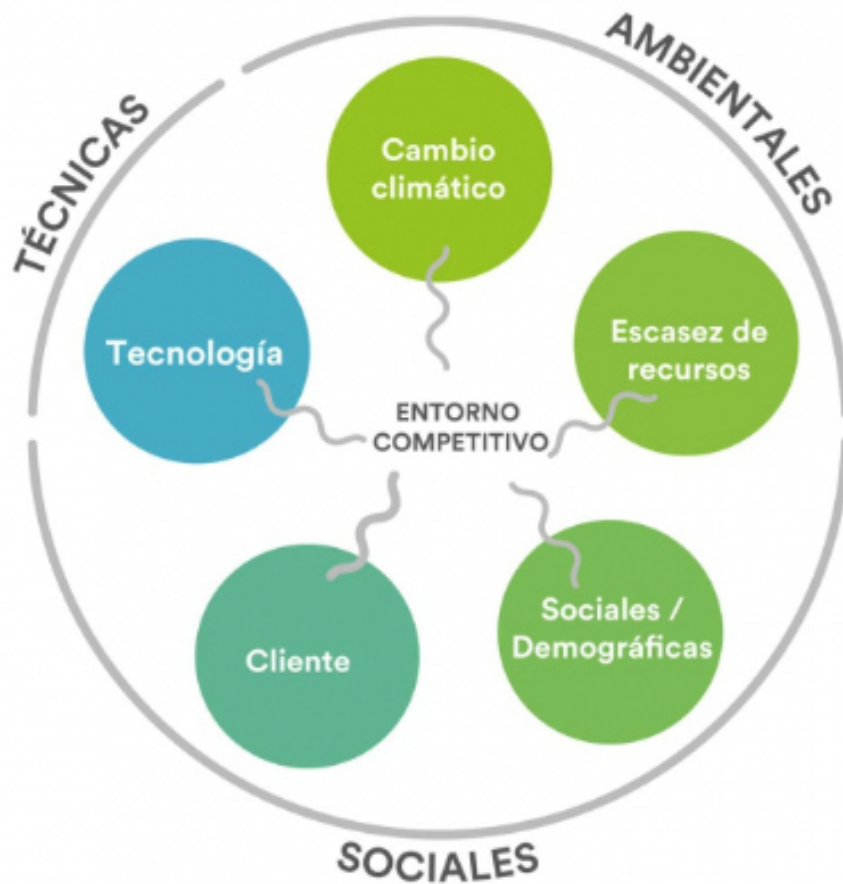 AMBIENTALES
TÉCNICAS
Cambio
climático
Tecnología
Escasez de
recursos
ENTORNO
COMPETITIVO
Cliente
Sociales /
Demográficas
SOCIALES